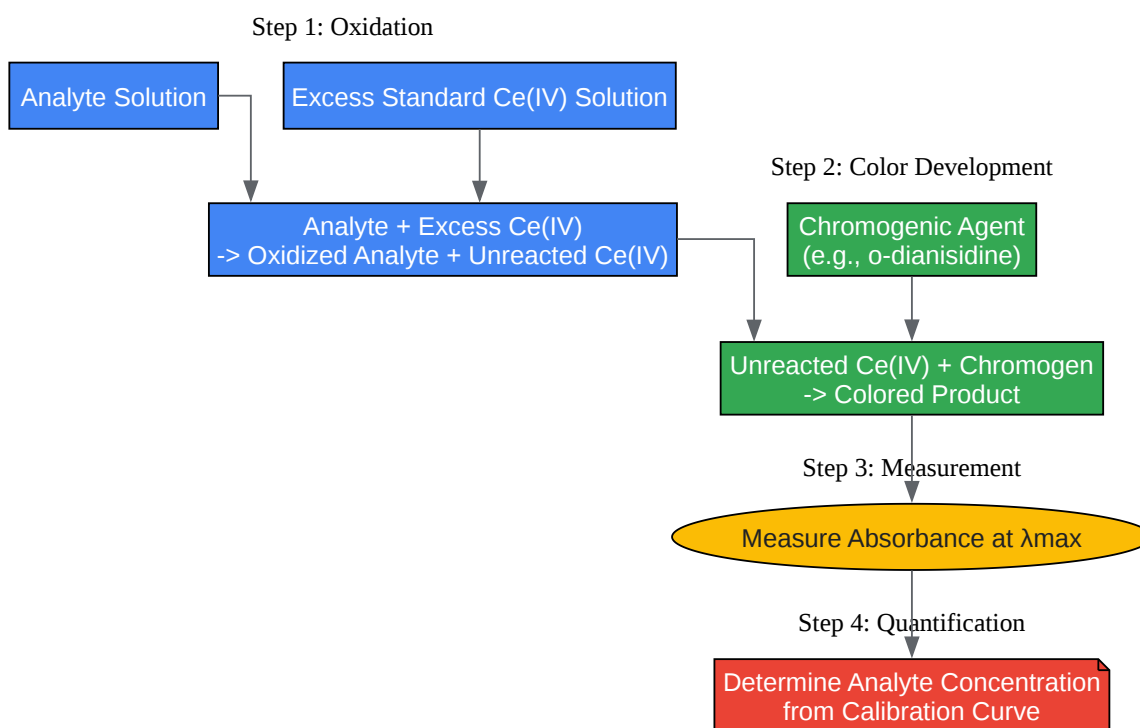 Step 1: Oxidation
Analyte Solution
Excess Standard Ce(IV) Solution
Analyte + Excess Ce(IV)
-> Oxidized Analyte + Unreacted Ce(IV)
Step 2: Color Development
Chromogenic Agent
(e.g., o-dianisidine)
Unreacted Ce(IV) + Chromogen
-> Colored Product
Step 3: Measurement
Measure Absorbance at λmax
Step 4: Quantification
Determine Analyte Concentration
from Calibration Curve